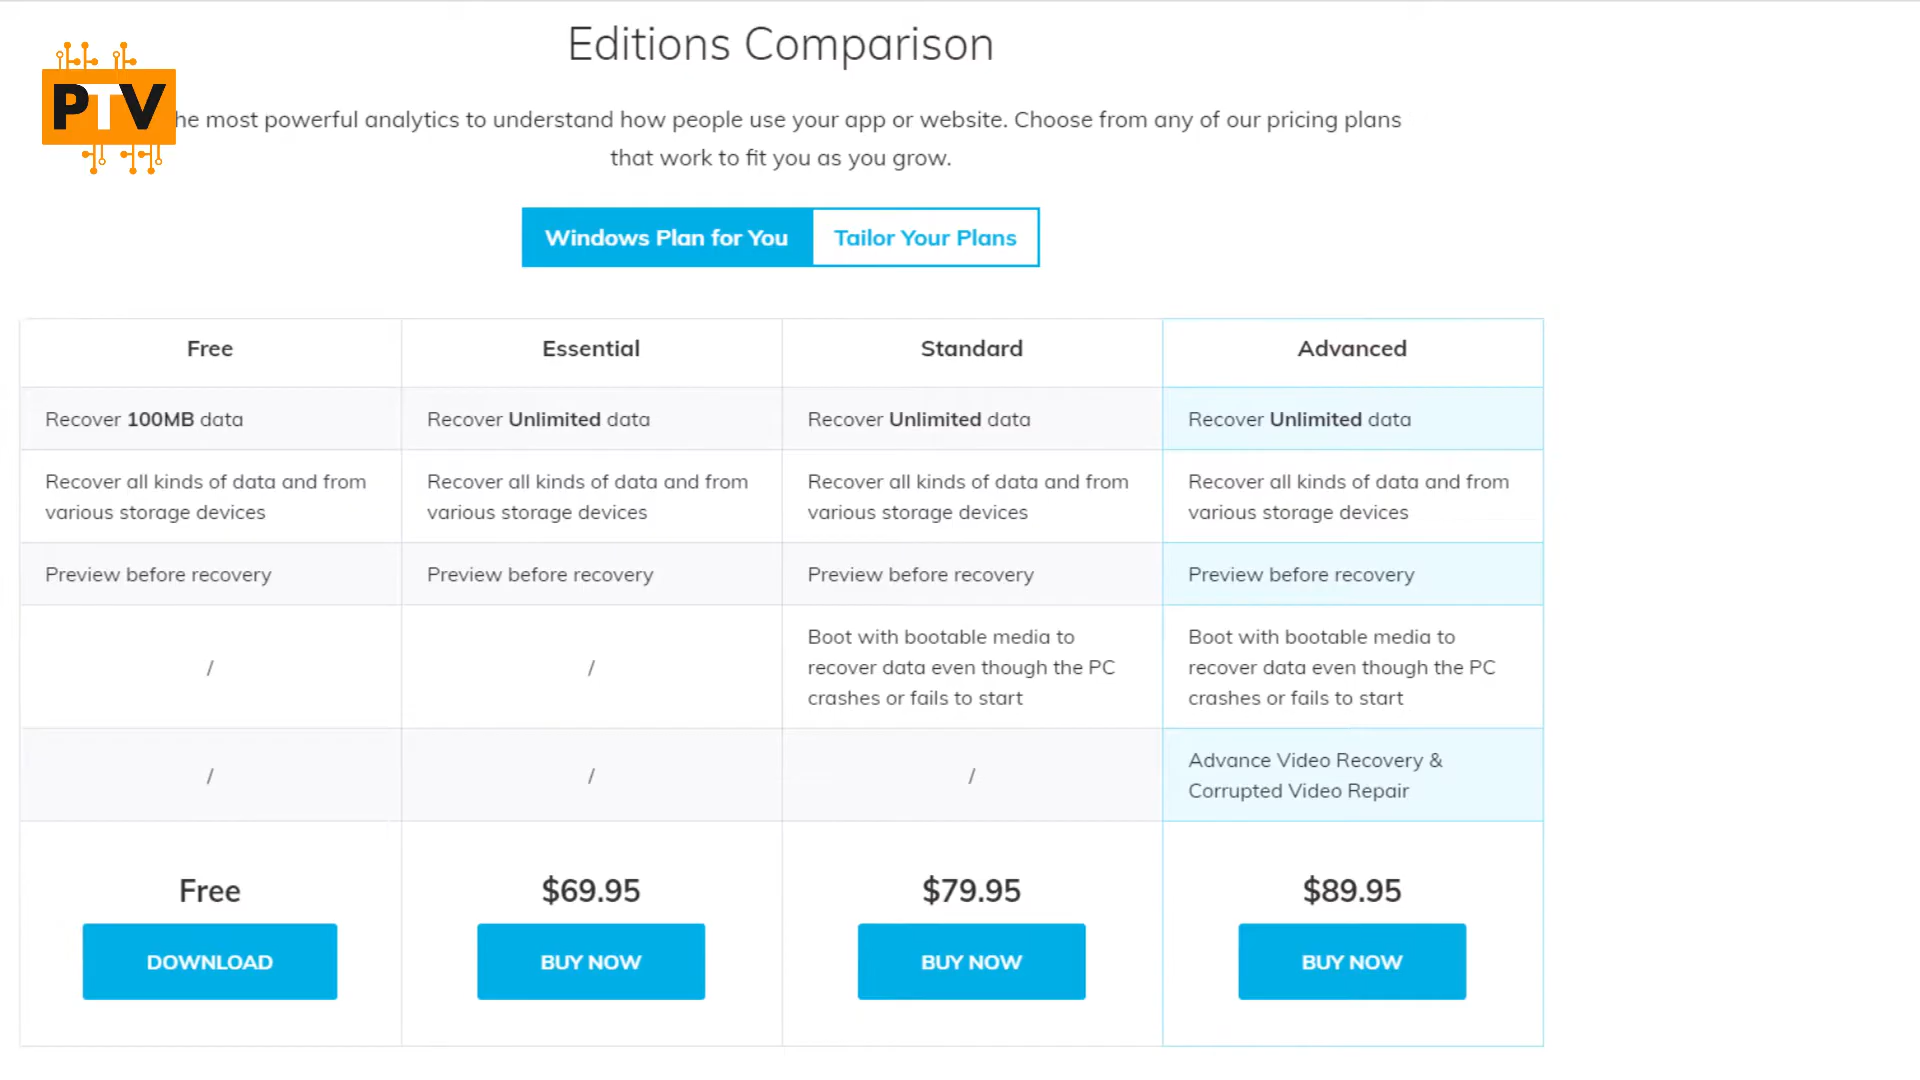 Editions Comparison
PTV
he most powerful analytics to understand how people use your app or website. Choose from any of our pricing plans
that work to fit you as you grow.
Windows Plan for You
Tailor Your Plans
Free
Essential
Standard
Advanced
Recover 100MB data
Recover Unlimited data
Recover Unlimited data
Recover Unlimited data
Recover all kinds of data and from
various storage devices
Recover all kinds of data and from
various storage devices
Recover all kinds of data and from
various storage devices
Recover all kinds of data and from
various storage devices
Preview before recovery
Preview before recovery
Preview before recovery
Preview before recovery
/
/
Boot with bootable media to
recover data even though the PC
crashes or fails to start
Boot with bootable media to
recover data even though the PC
crashes or fails to start
/
/
/
Advance Video Recovery &
Corrupted Video Repair
Free
$69.95
$79.95
$89.95
DOWNLOAD
BUY NOW
BUY NOW
BUY NOW